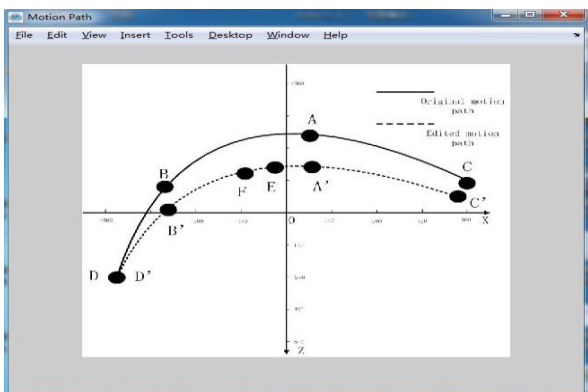 Motion Path
File Edit View Insert Tools Desktop Window Help
Original motion
path
Edited motion
path
A
B
C
F
E
A'
C'
B'
O
X
D
D'
Z